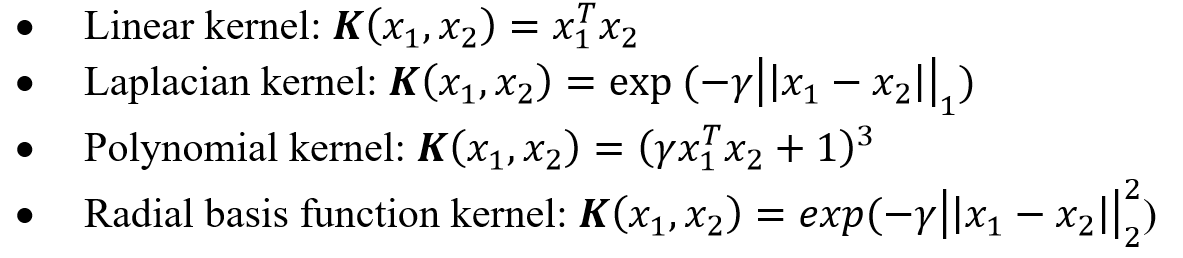 • Linear kernel: K(x₁, x₂) = x₁ᵀx₂
• Laplacian kernel: K(x₁, x₂) = exp (−γ||x₁ − x₂||₁)
• Polynomial kernel: K(x₁, x₂) = (γx₁ᵀx₂ + 1)³
• Radial basis function kernel: K(x₁, x₂) = exp(−γ||x₁ − x₂||₂²)